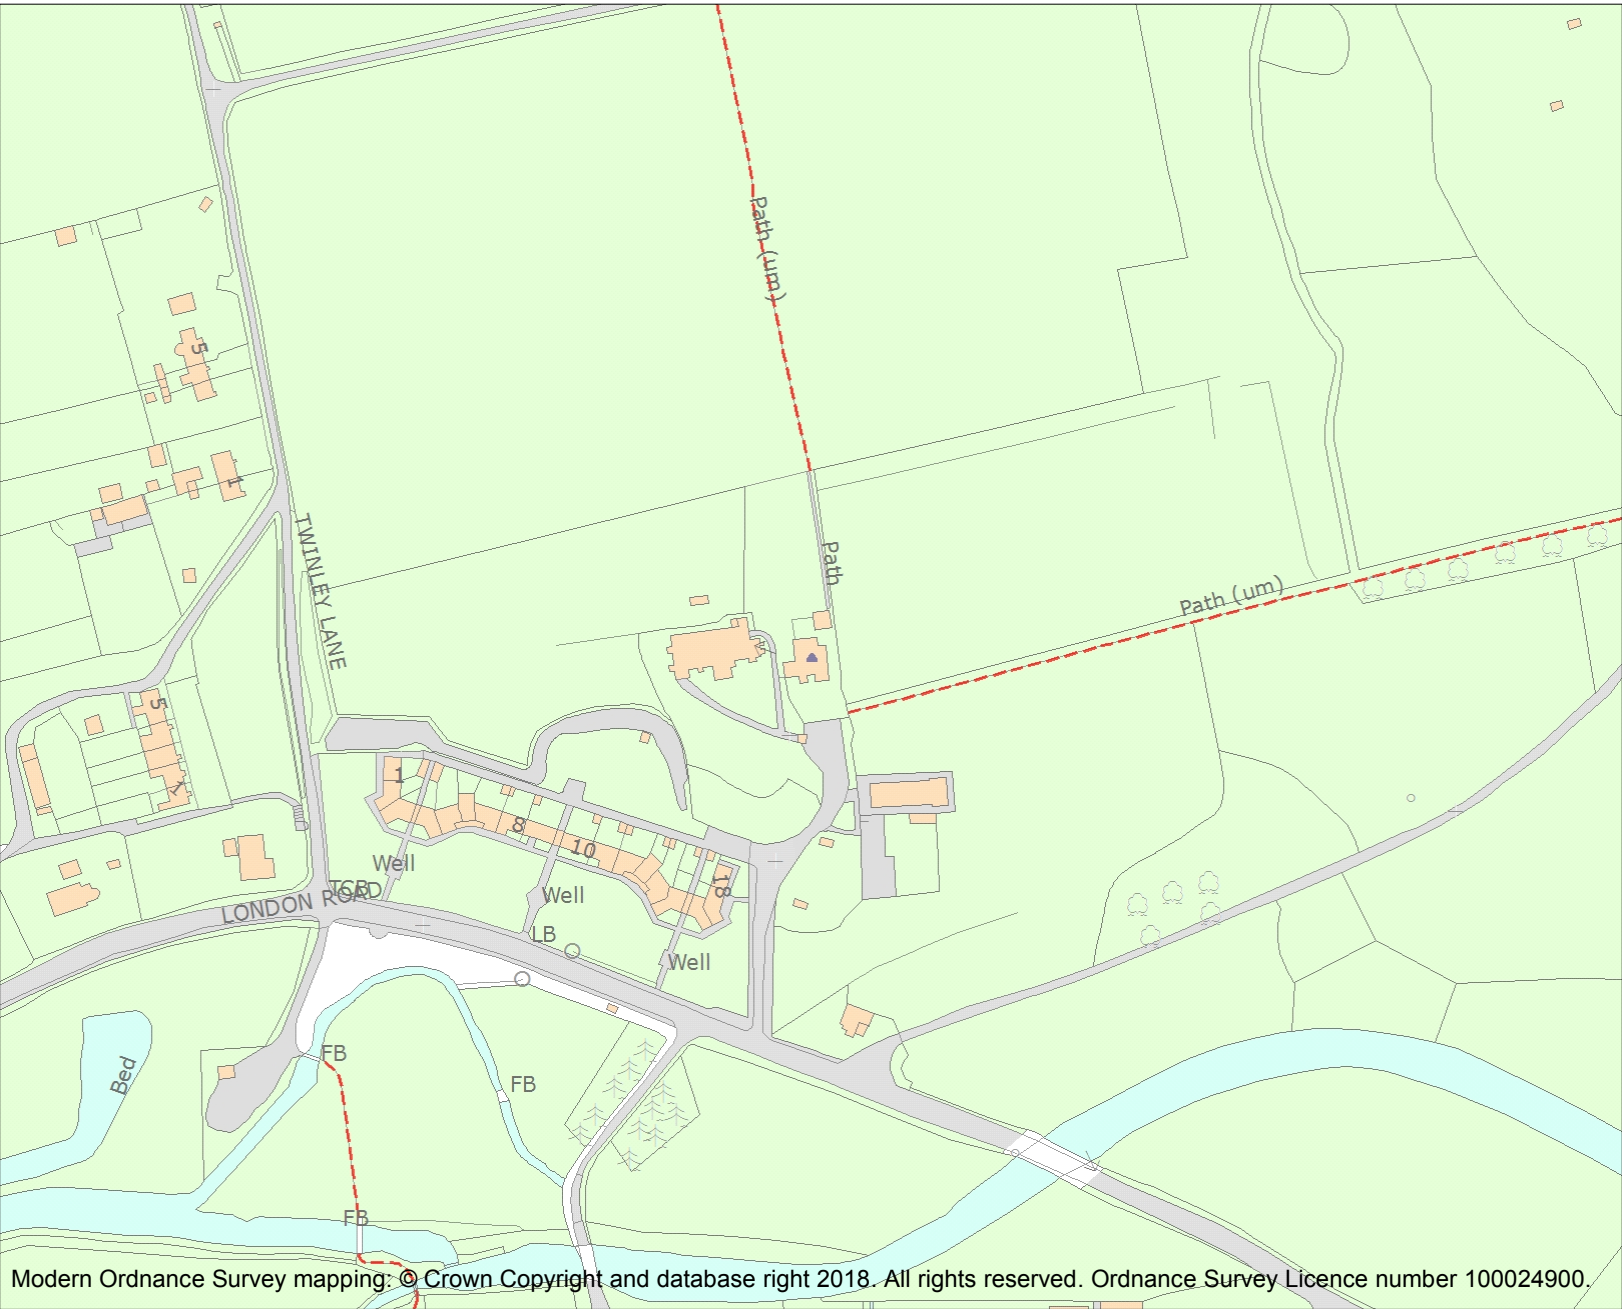 Path (um)
5
1
TWINLEY LANE
Path
Path (um)
5
1
1
8
10
18
Well
TCB
LONDON ROAD
Well
LB
Well
FB
Bed
FB
FB
Modern Ordnance Survey mapping: © Crown Copyright and database right 2018. All rights reserved. Ordnance Survey Licence number 100024900.